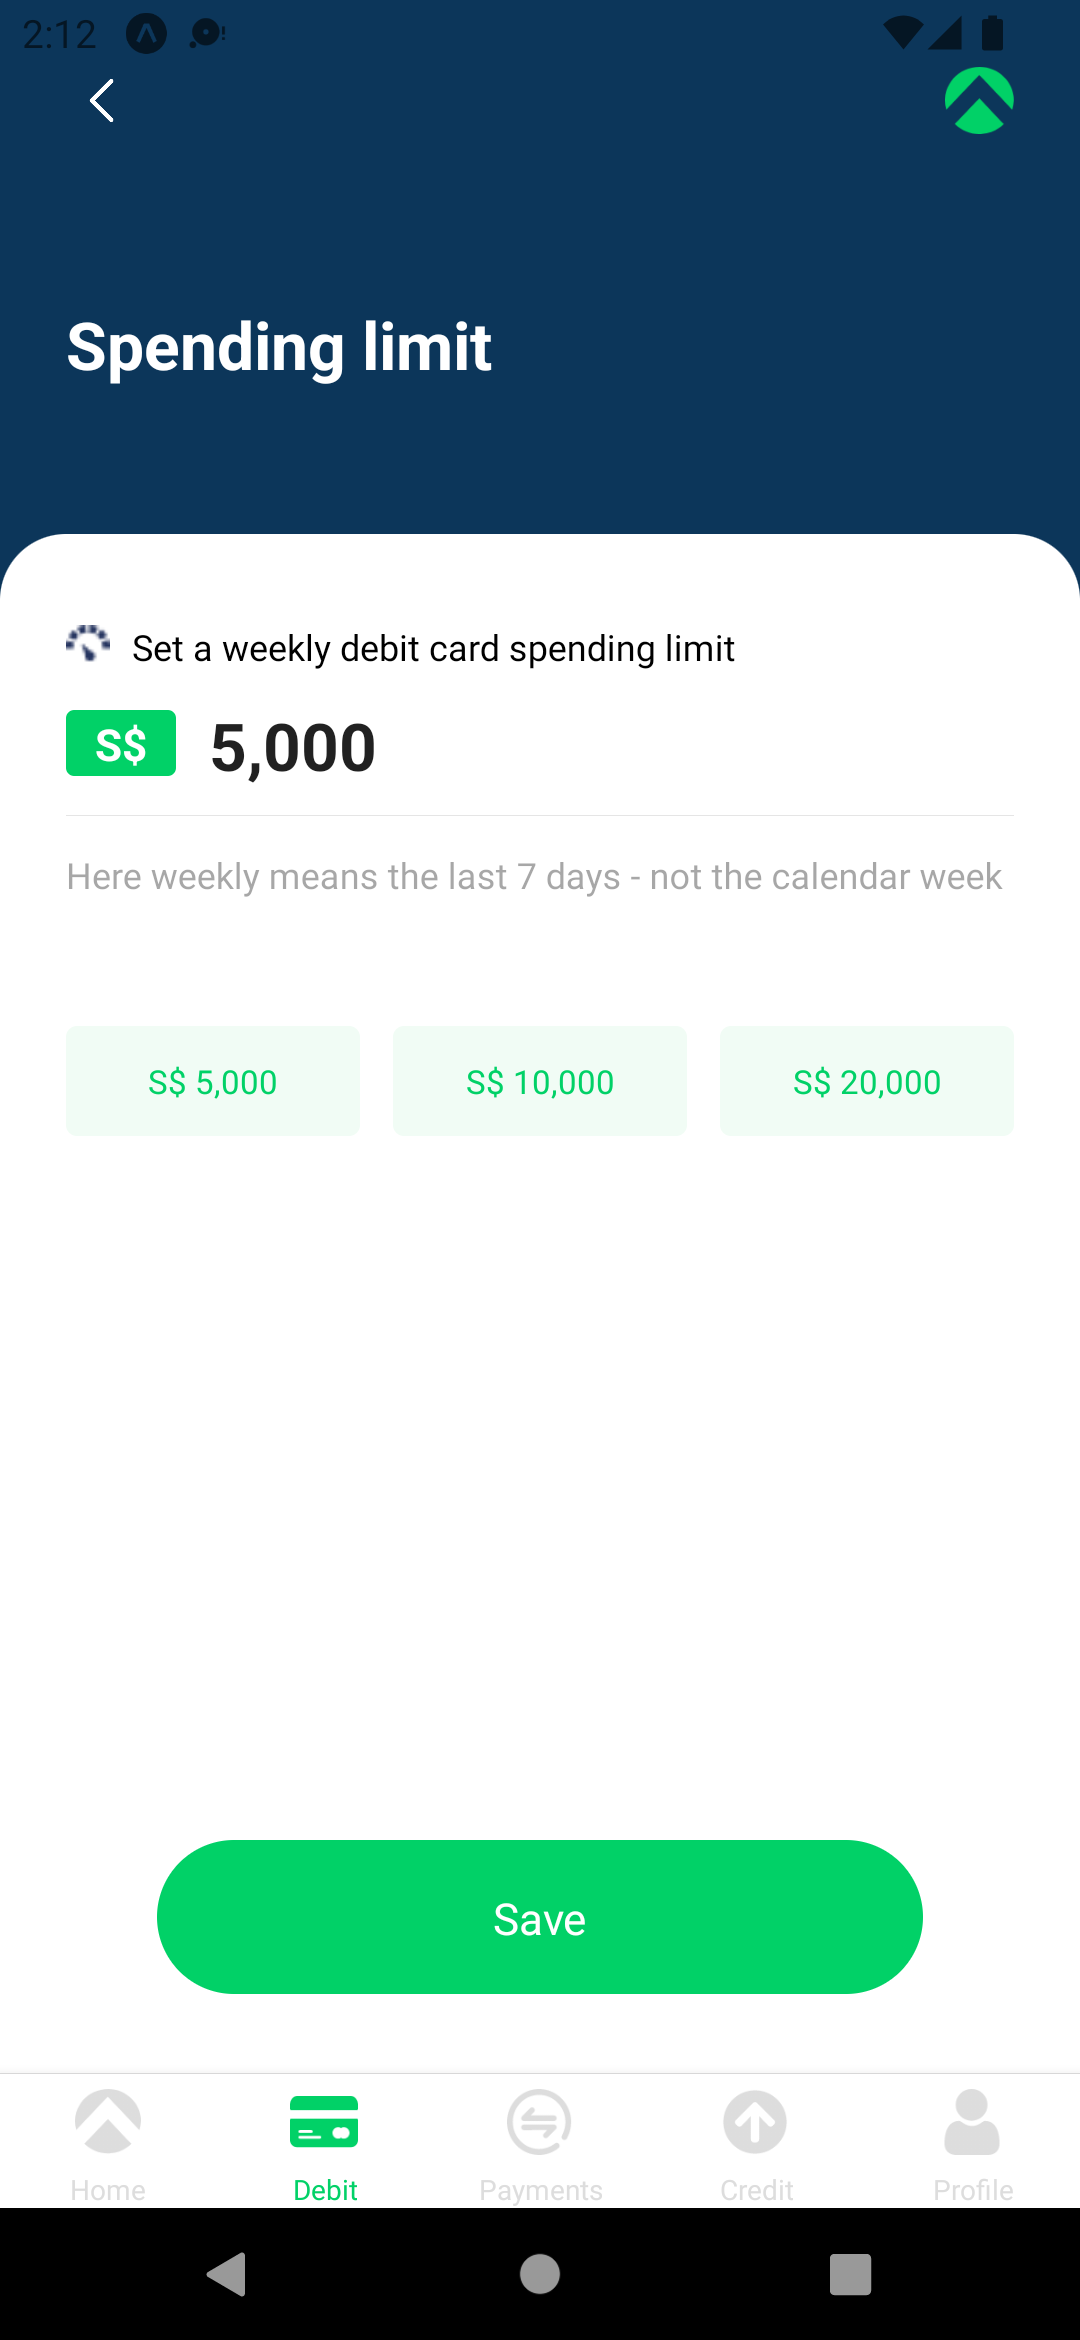 2:12
Spending limit
Set a weekly debit card spending limit
S$ 5,000
Here weekly means the last 7 days - not the calendar week
S$ 5,000 S$ 10,000 S$ 20,000
Save
Home Debit Payments Credit Profile